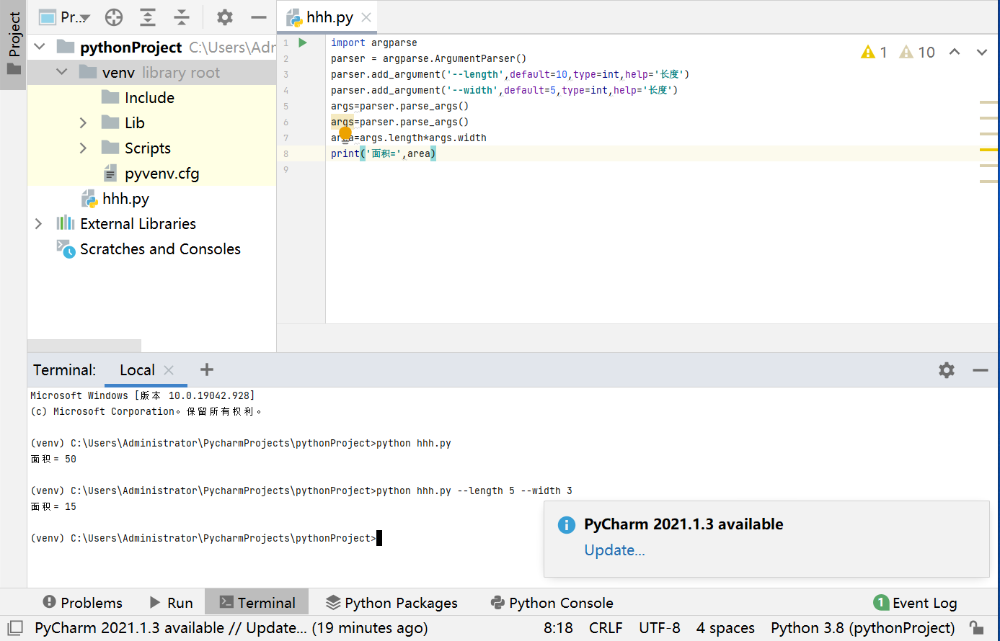 Project
Pr...
hhh.py
pythonProject C:\Users\Adr
venv library root
Include
Lib
Scripts
pyvenv.cfg
hhh.py
External Libraries
Scratches and Consoles
1 import argparse
2 parser = argparse.ArgumentParser()
3 parser.add_argument('--length',default=10,type=int,help='长度')
4 parser.add_argument('--width',default=5,type=int,help='长度')
5 args=parser.parse_args()
6 args=parser.parse_args()
7 area=args.length*args.width
8 print('面积=',area)
9
1 10
Terminal: Local
Microsoft Windows [版本 10.0.19042.928]
(c) Microsoft Corporation。保留所有权利。
(venv) C:\Users\Administrator\PycharmProjects\pythonProject>python hhh.py
面积= 50
(venv) C:\Users\Administrator\PycharmProjects\pythonProject>python hhh.py --length 5 --width 3
面积= 15
(venv) C:\Users\Administrator\PycharmProjects\pythonProject>
PyCharm 2021.1.3 available
Update...
Problems Run Terminal Python Packages Python Console 1 Event Log
PyCharm 2021.1.3 available // Update... (19 minutes ago) 8:18 CRLF UTF-8 4 spaces Python 3.8 (pythonProject)